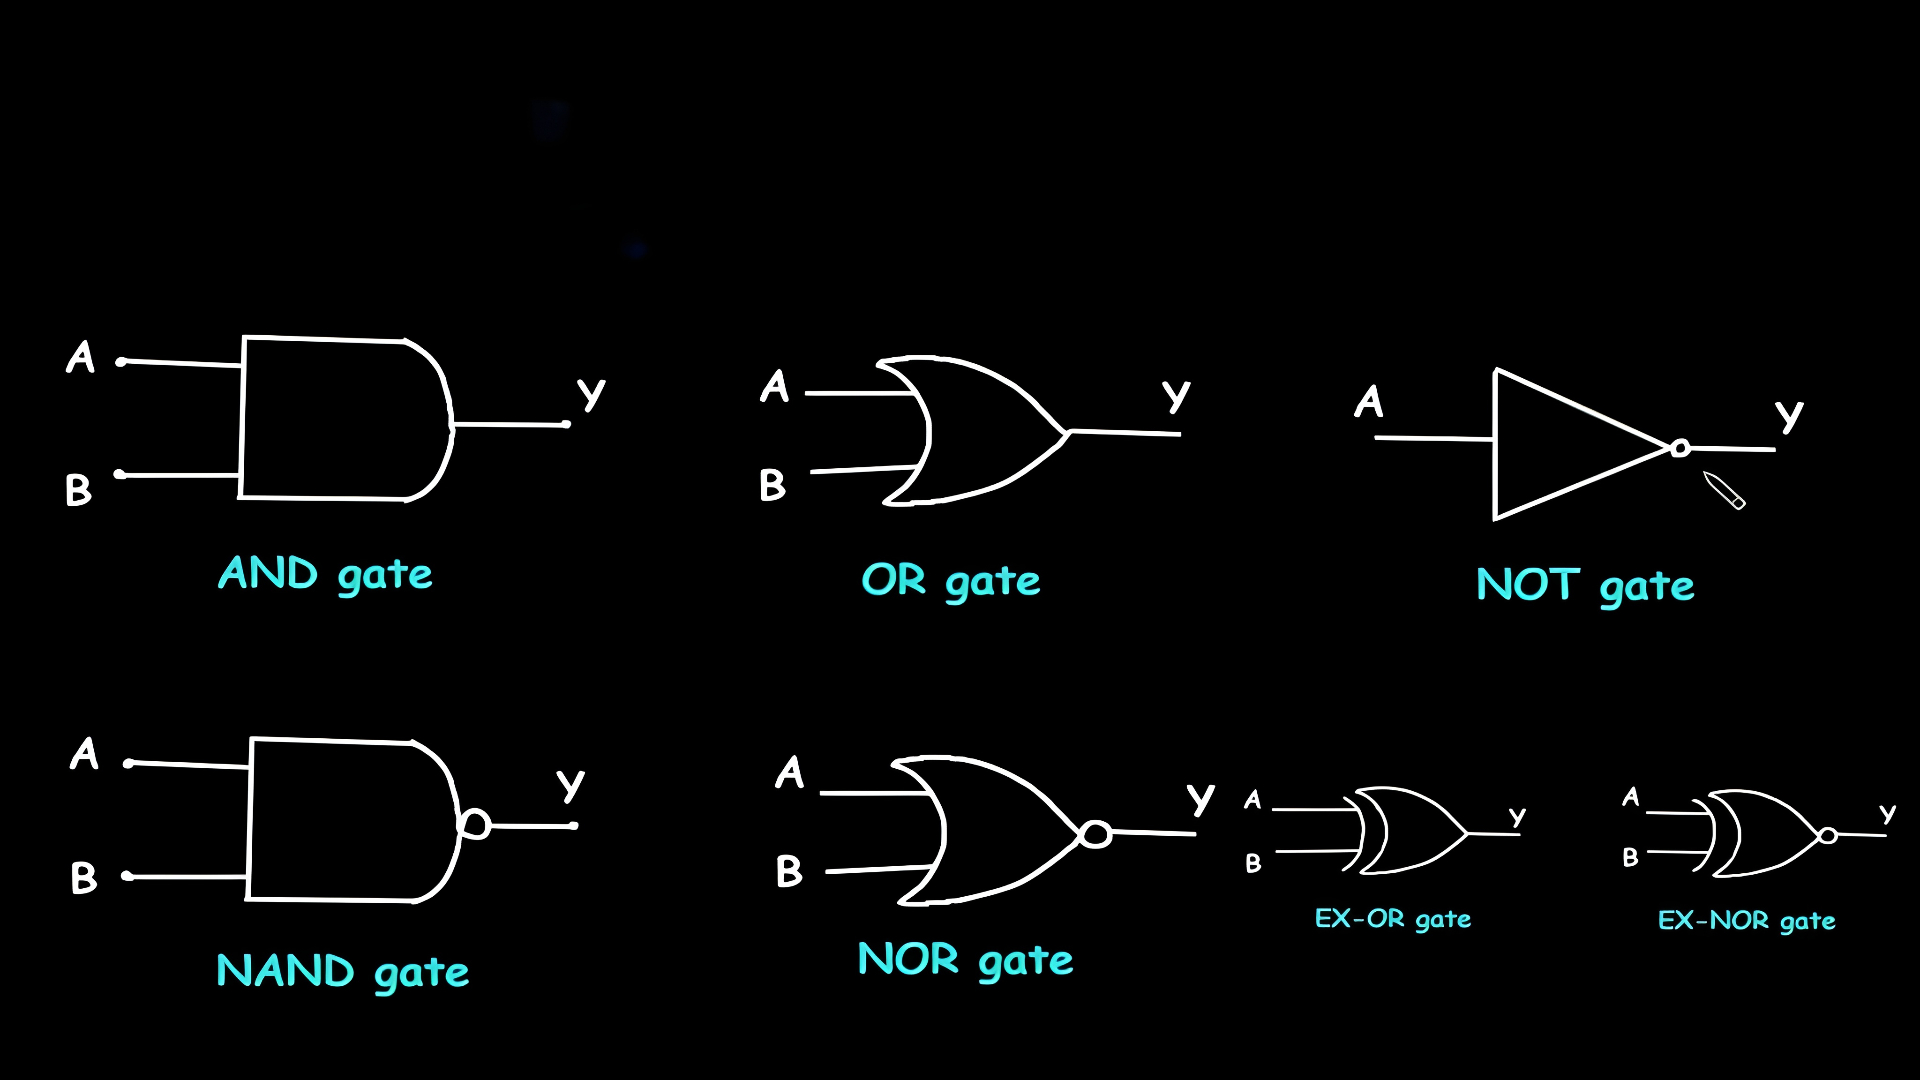 A
B
Y
AND gate
A
B
Y
OR gate
A
Y
NOT gate
A
B
Y
NAND gate
A
B
Y
NOR gate
A
B
Y
EX-OR gate
A
B
Y
EX-NOR gate